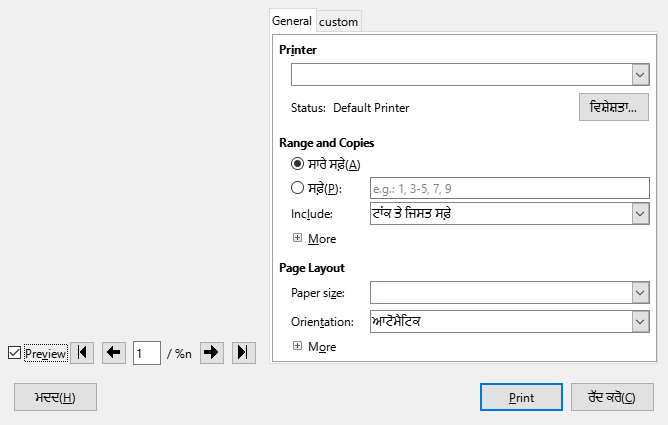 General custom
Printer
Status: Default Printer ਵਿਸ਼ੇਸ਼ਤਾ...
Range and Copies
ਸਾਰੇ ਸਫ਼ੇ(A)
ਸਫ਼ੇ(P): e.g.: 1, 3-5, 7, 9
Include: ਟਾਂਕ ਤੇ ਜਿਸਤ ਸਫ਼ੇ
More
Page Layout
Paper size:
Orientation: ਆਟੋਮੈਟਿਕ
More
Preview 1 / %n
ਮਦਦ(H) Print ਰੱਦ ਕਰੋ(C)